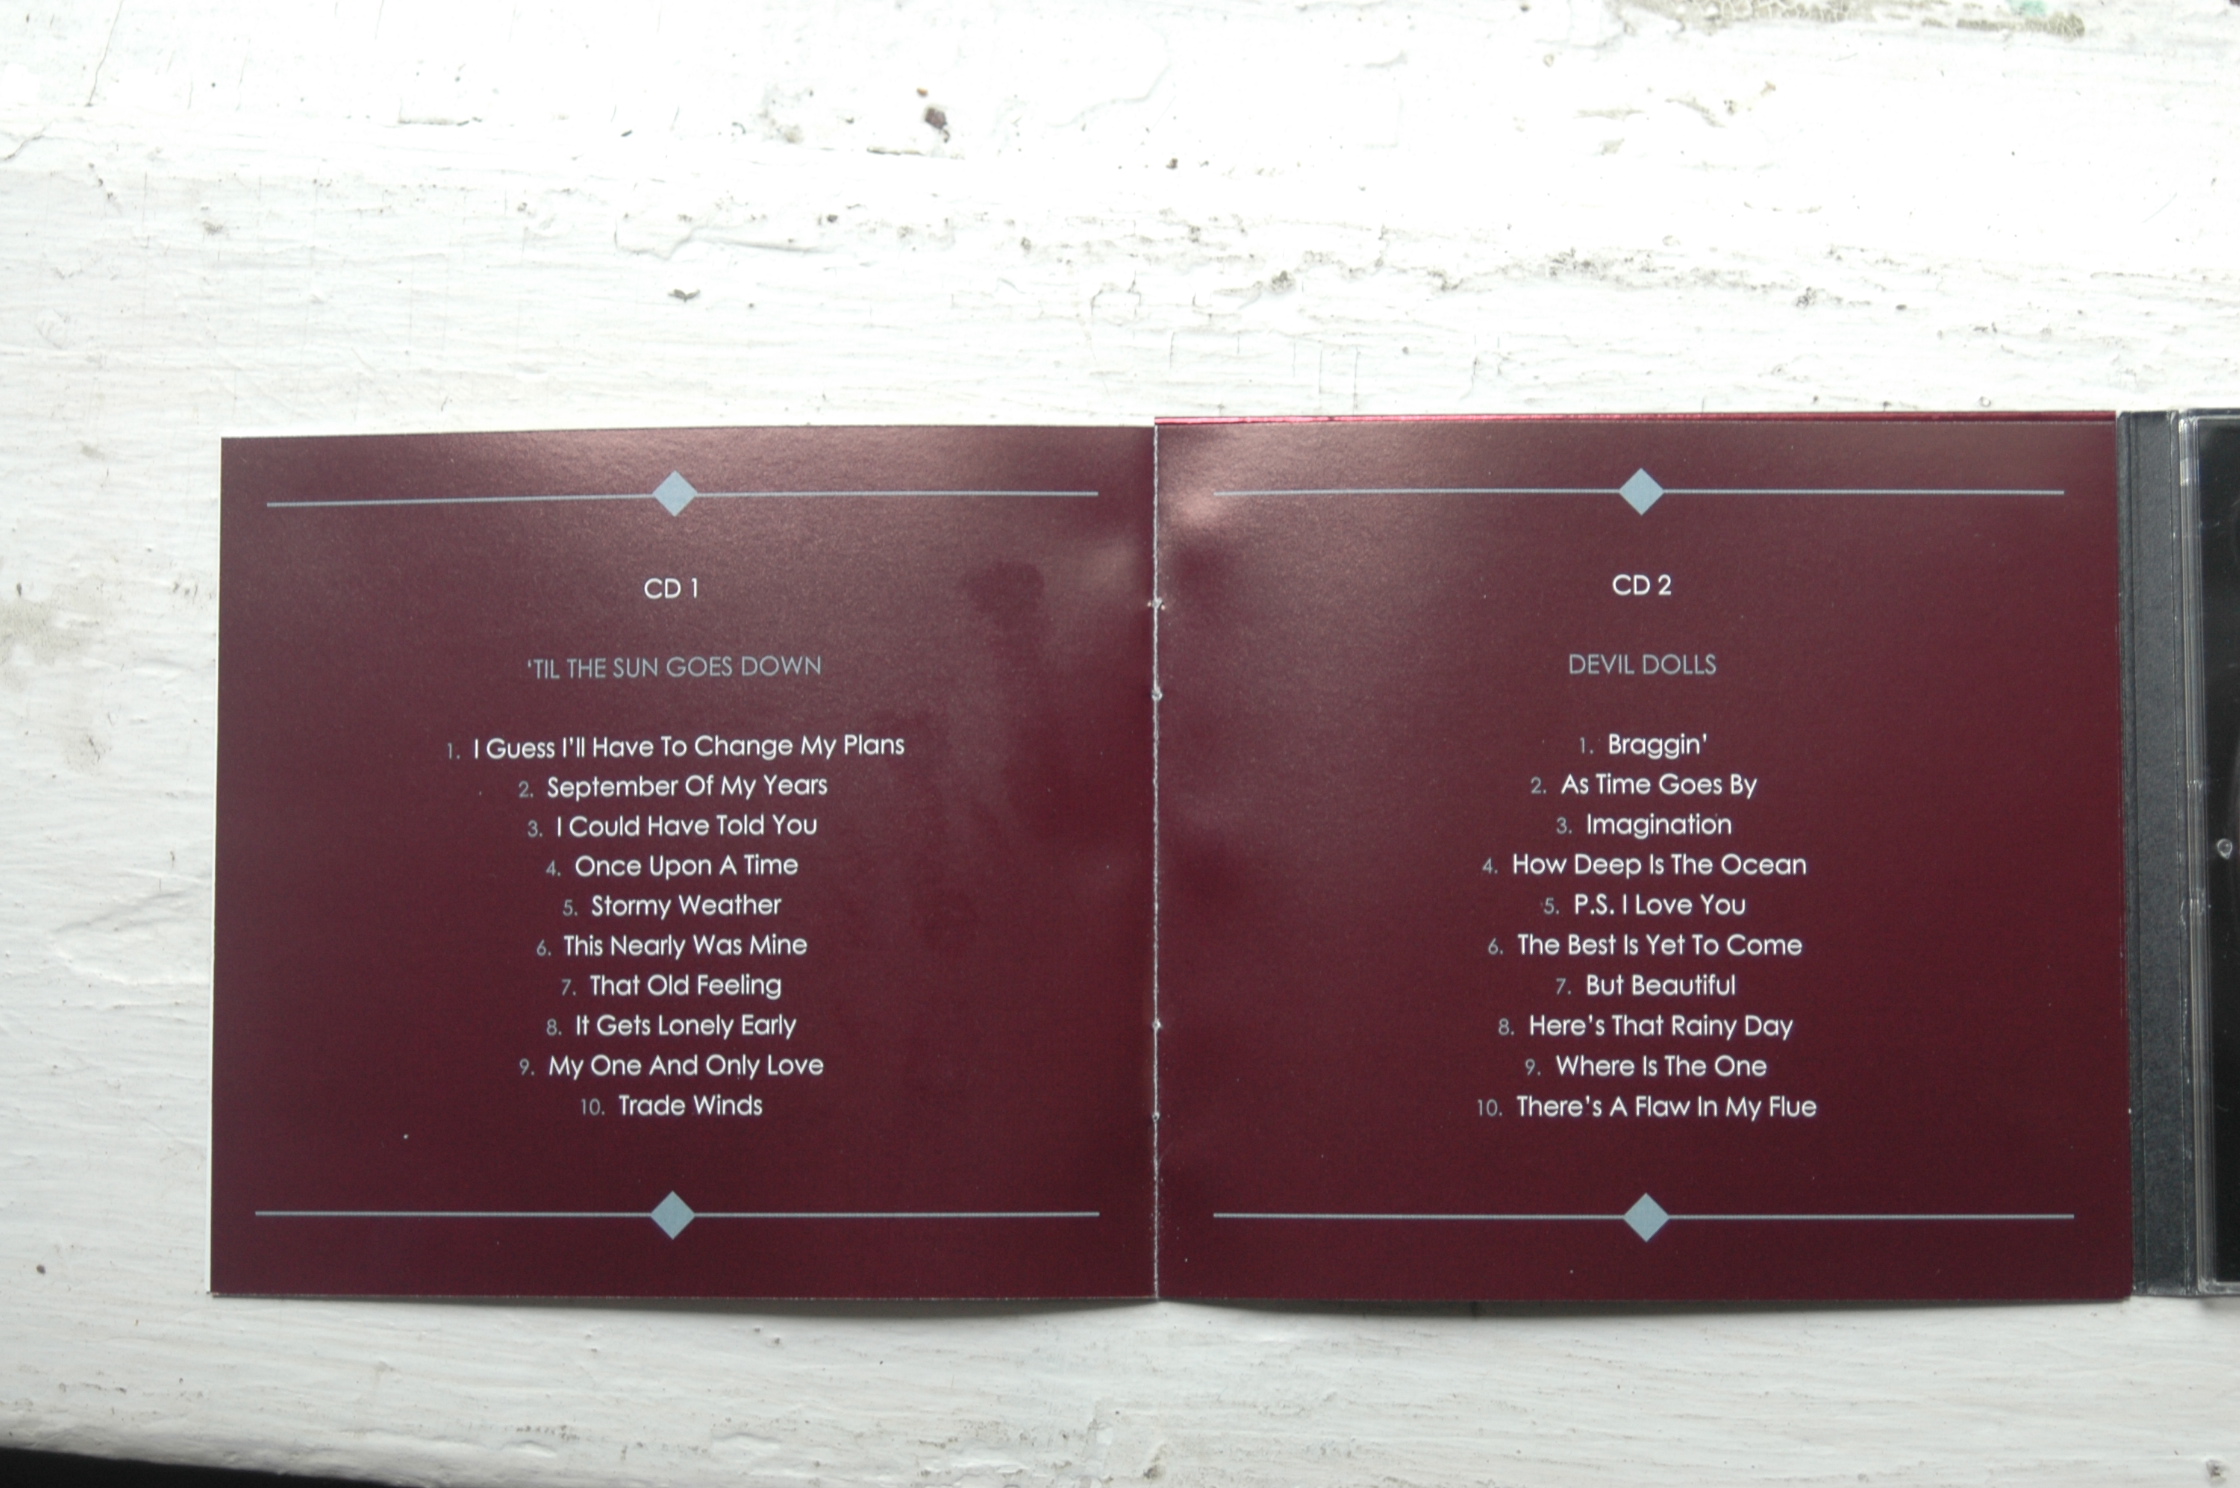 CD 1
‘TIL THE SUN GOES DOWN
1. I Guess I’ll Have To Change My Plans
2. September Of My Years
3. I Could Have Told You
4. Once Upon A Time
5. Stormy Weather
6. This Nearly Was Mine
7. That Old Feeling
8. It Gets Lonely Early
9. My One And Only Love
10. Trade Winds
CD 2
DEVIL DOLLS
1. Braggin’
2. As Time Goes By
3. Imagination
4. How Deep Is The Ocean
5. P.S. I Love You
6. The Best Is Yet To Come
7. But Beautiful
8. Here’s That Rainy Day
9. Where Is The One
10. There’s A Flaw In My Flue